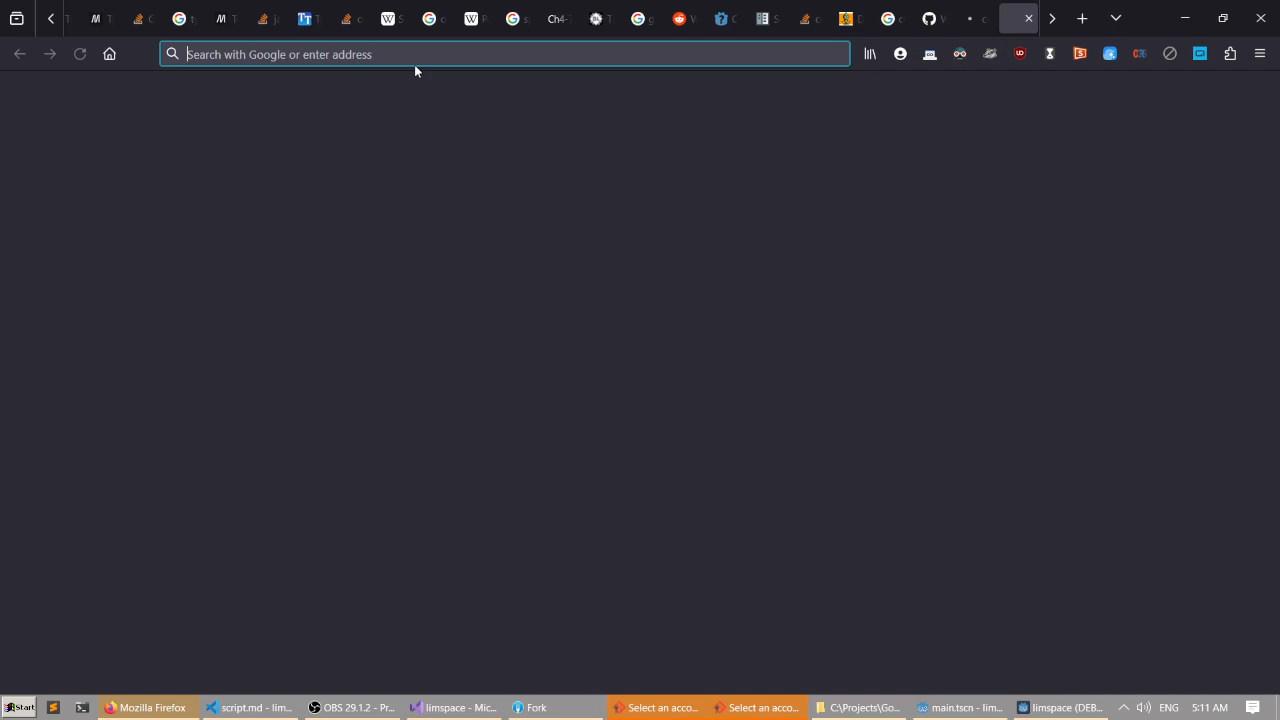 Search with Google or enter address
Start
Mozilla Firefox
script.md - lim...
OBS 29.1.2 - Pr...
limspace - Mic...
Fork
Select an acco...
Select an acco...
C:\Projects\Go...
main.tscn - lim...
limspace (DEB...
ENG
5:11 AM